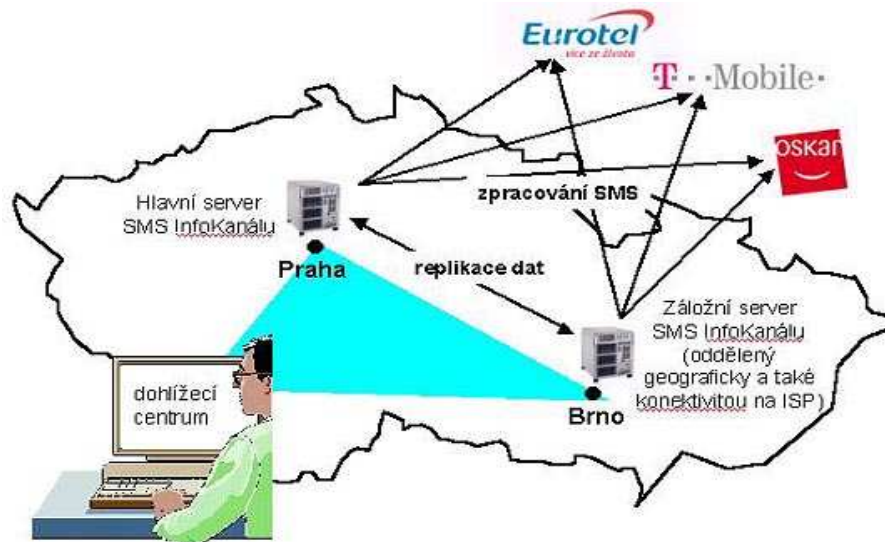 Eurotel
více ze života
T · · Mobile ·
OSKAR
zpracování SMS
Hlavní server
SMS InfoKanálu
Praha
replikace dat
Záložní server
SMS InfoKanálu
(oddělený
geograficky a také
konektivitou na ISP)
Brno
dohlížecí
centrum